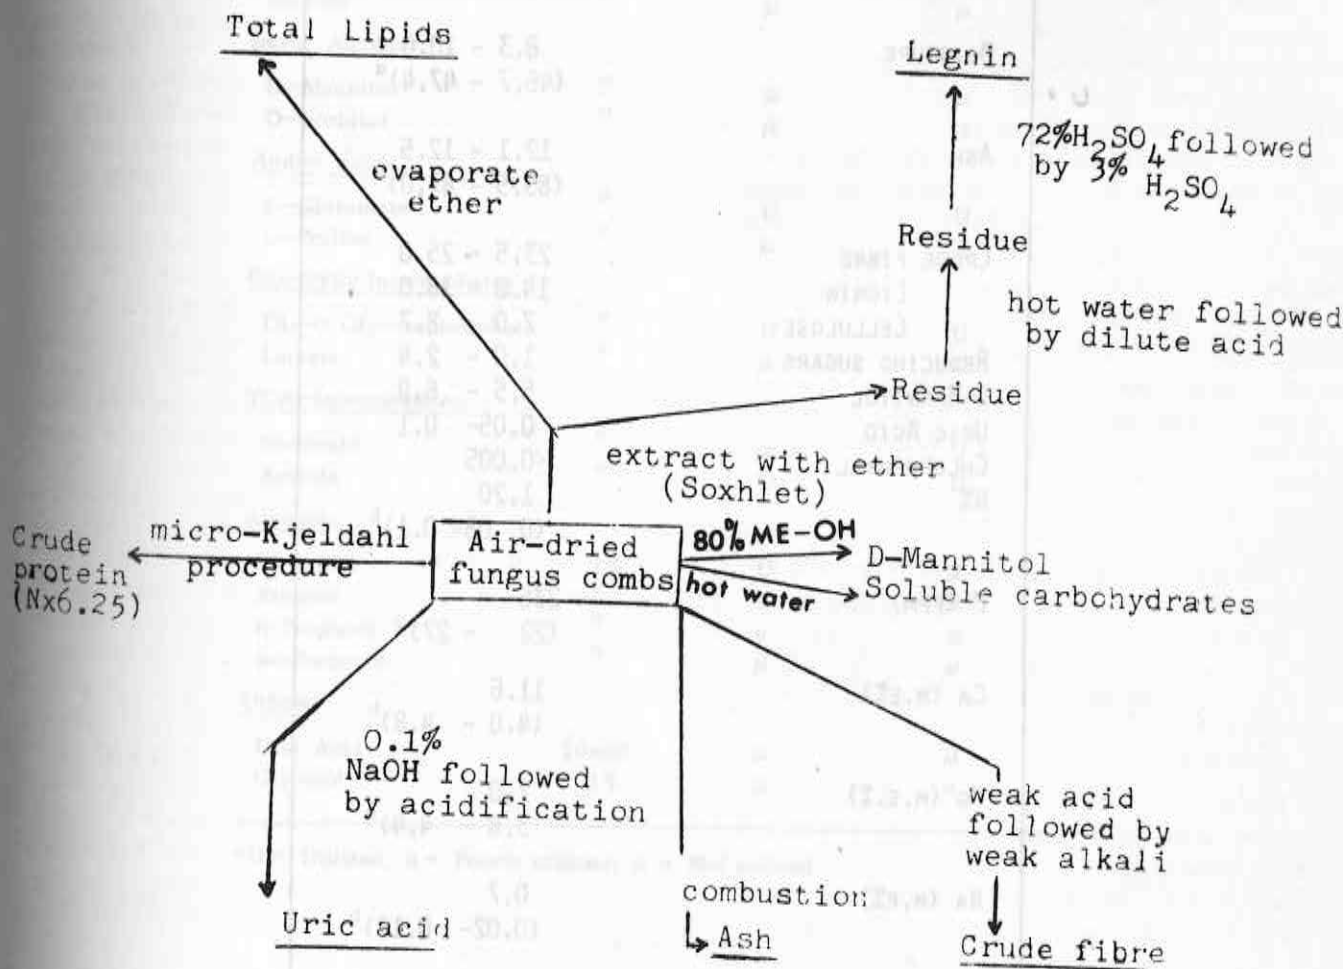 Total Lipids
Legnin
72%H2SO4 followed
by 3% H2SO4
evaporate
ether
Residue
hot water followed
by dilute acid
Residue
extract with ether
(Soxhlet)
Crude
protein
(Nx6.25)
micro-Kjeldahl
procedure
Air-dried
fungus combs
80% ME-OH
hot water
D-Mannitol
Soluble carbohydrates
0.1%
NaOH followed
by acidification
weak acid
followed by
weak alkali
combustion
Uric acid
Ash
Crude fibre